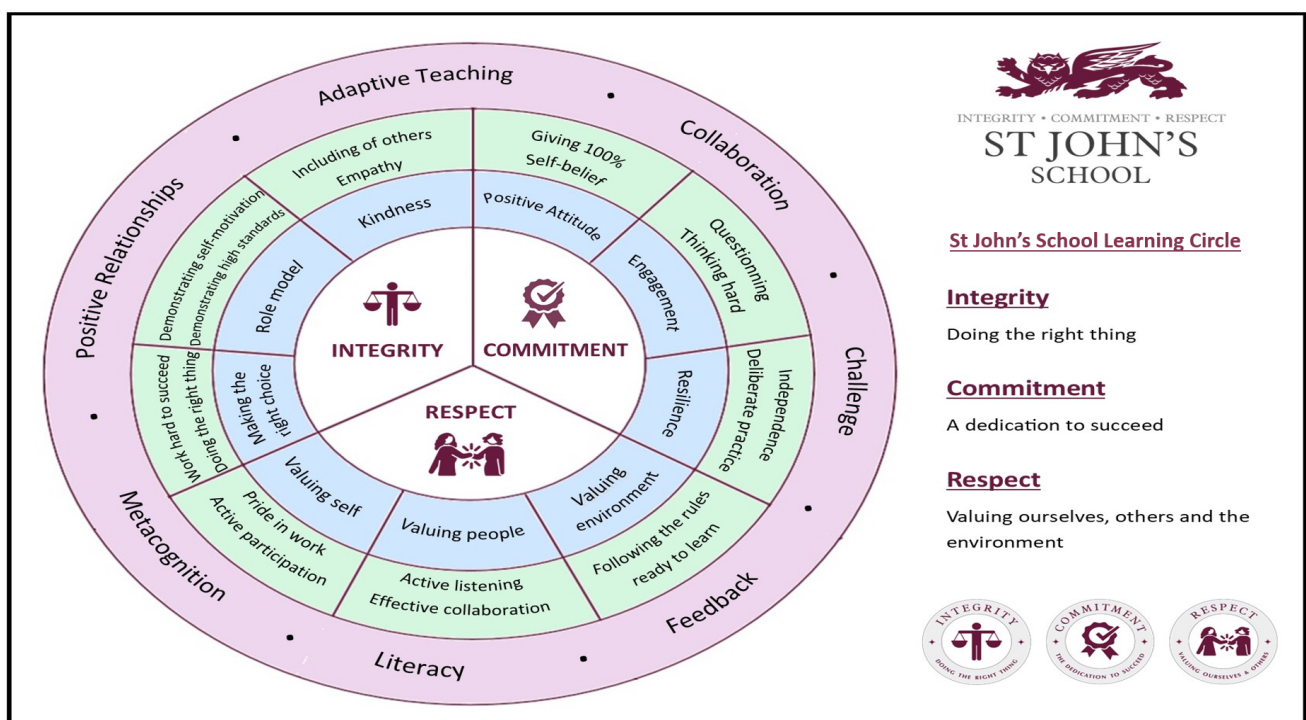 Adaptive Teaching
Collaboration
Challenge
Feedback
Literacy
Metacognition
Positive Relationships
Including of others
Empathy
Giving 100%
Self-belief
Questionning
Thinking hard
Independence
Deliberate practice
Following the rules
ready to learn
Active listening
Effective collaboration
Pride in work
Active participation
Work hard to succeed
Doing the right thing
Demonstrating self-motivation
Demonstrating high standards
Kindness
Positive Attitude
Engagement
Resilience
Valuing
environment
Valuing people
Valuing self
Making the
right choice
Role model
INTEGRITY
COMMITMENT
RESPECT
INTEGRITY • COMMITMENT • RESPECT
ST JOHN'S
SCHOOL
St John's School Learning Circle
Integrity
Doing the right thing
Commitment
A dedication to succeed
Respect
Valuing ourselves, others and the
environment
INTEGRITY
DOING THE RIGHT THING
COMMITMENT
THE DEDICATION TO SUCCEED
RESPECT
VALUING OURSELVES & OTHERS